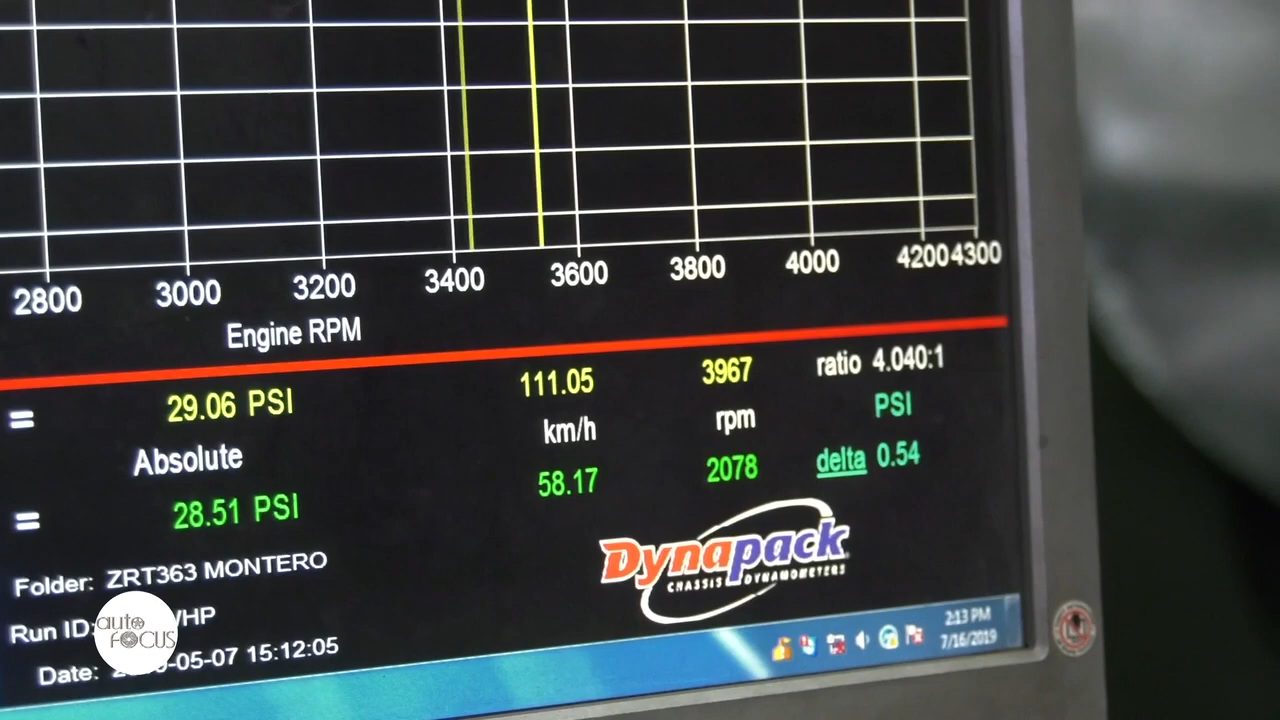 2800 3000 3200 3400 3600 3800 4000 4200 4300
Engine RPM
= 29.06 PSI 111.05 3967 ratio 4.040:1
Absolute km/h rpm PSI
= 28.51 PSI 58.17 2078 delta 0.54
Folder: ZRT363 MONTERO
Run ID:
Date: 05-07 15:12:05
auto
FOCUS
Dynapack
CHASSIS DYNAMOMETERS
2:13 PM
7/16/2019